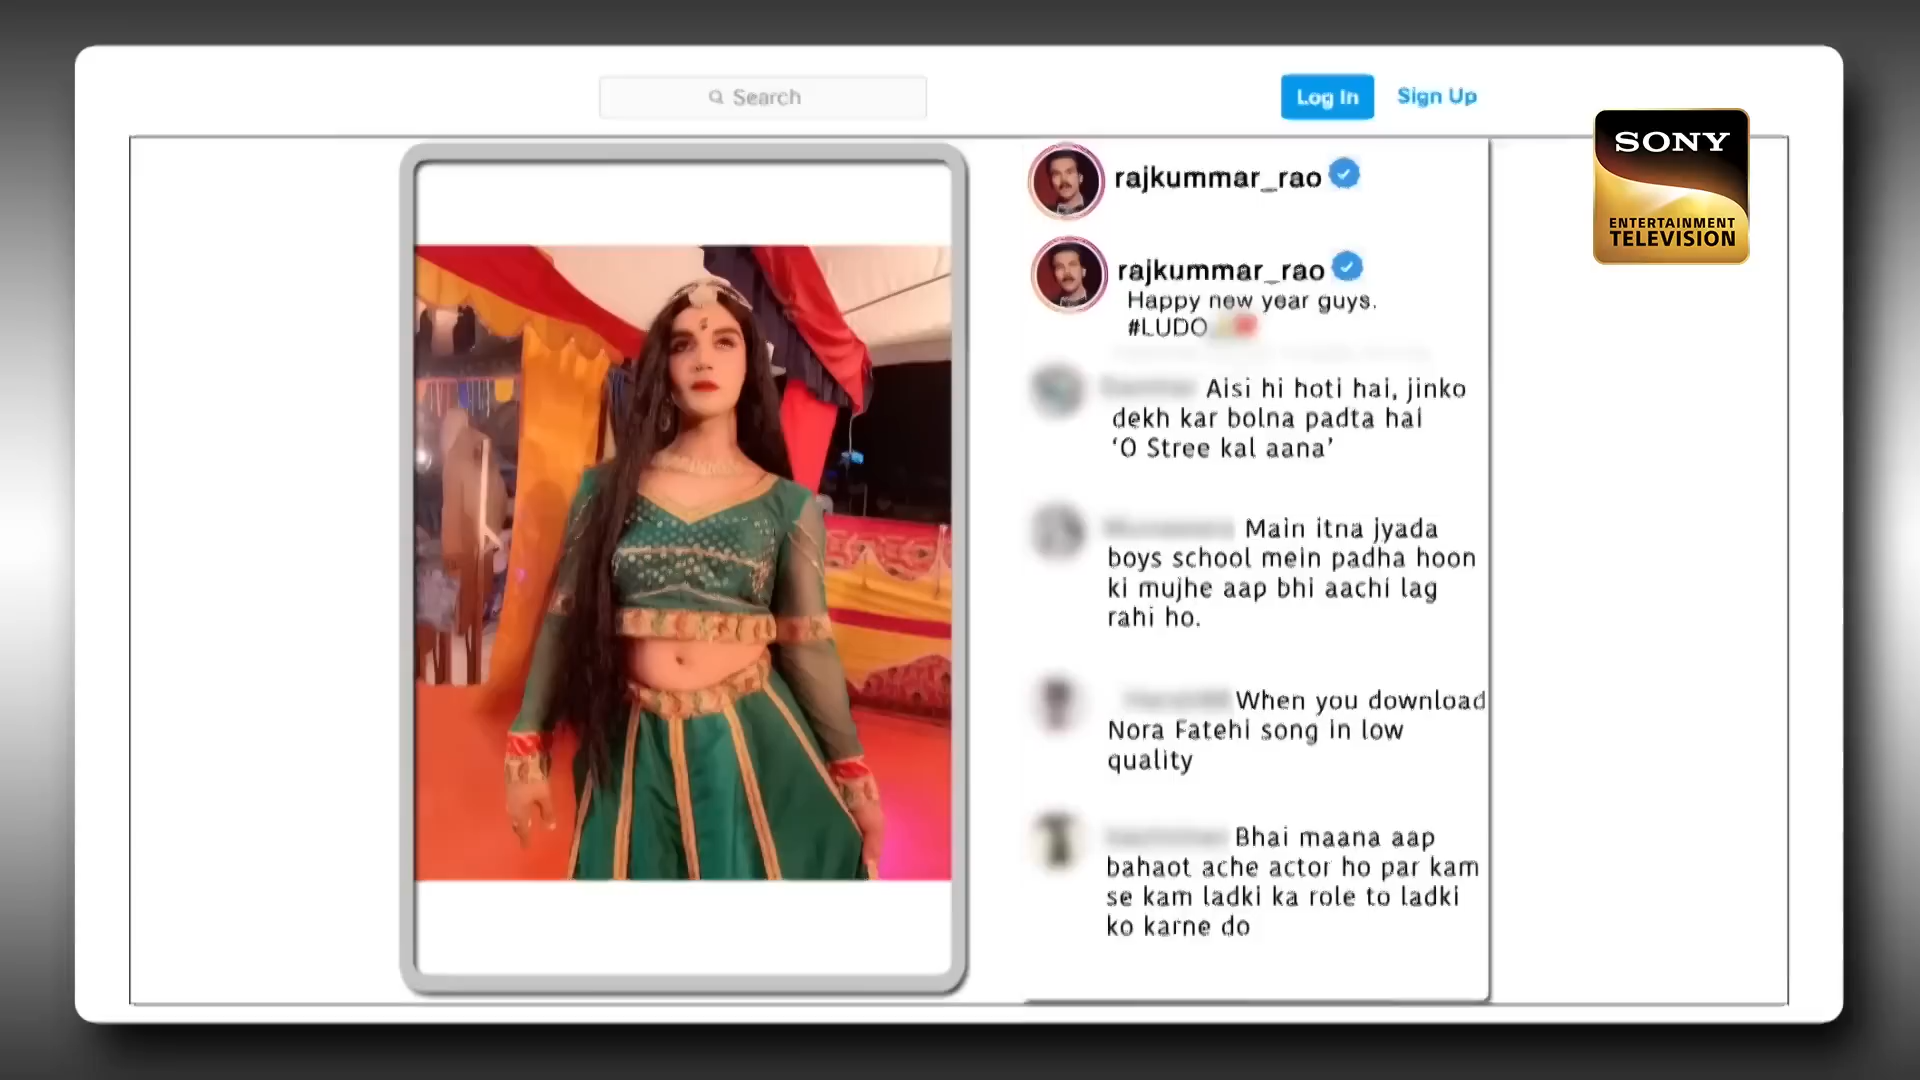 Search
Log In
Sign Up
SONY
ENTERTAINMENT
TELEVISION
rajkummar_rao
rajkummar_rao
Happy new year guys.
#LUDO
Aisi hi hoti hai, jinko
dekh kar bolna padta hai
‘O Stree kal aana’
Main itna jyada
boys school mein padha hoon
ki mujhe aap bhi aachi lag
rahi ho.
When you download
Nora Fatehi song in low
quality
Bhai maana aap
bahaot ache actor ho par kam
se kam ladki ka role to ladki
ko karne do